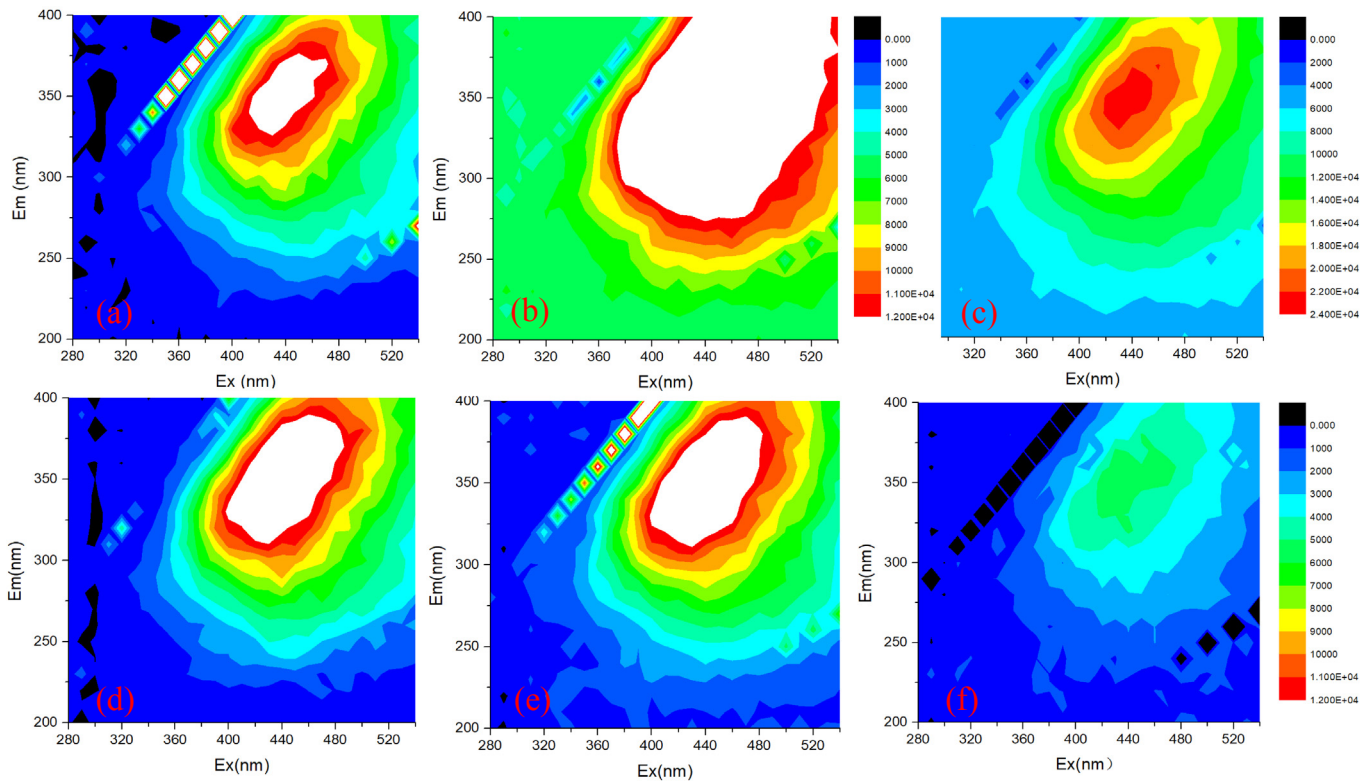 400
350
300
250
200
Em (nm)
280 320 360 400 440 480 520
Ex (nm)
(a)
400
350
300
250
200
Em (nm)
280 320 360 400 440 480 520
Ex(nm)
(b)
0.000
1000
2000
3000
4000
5000
6000
7000
8000
9000
10000
1.100E+04
1.200E+04
400
350
300
250
200
Em (nm)
320 360 400 440 480 520
Ex(nm)
(c)
0.000
2000
4000
6000
8000
10000
1.200E+04
1.400E+04
1.600E+04
1.800E+04
2.000E+04
2.200E+04
2.400E+04
400
350
300
250
200
Em(nm)
280 320 360 400 440 480 520
Ex(nm)
(d)
400
350
300
250
200
Em(nm)
280 320 360 400 440 480 520
Ex(nm)
(e)
400
350
300
250
200
Em(nm)
280 320 360 400 440 480 520
Ex(nm）
(f)
0.000
1000
2000
3000
4000
5000
6000
7000
8000
9000
10000
1.100E+04
1.200E+04